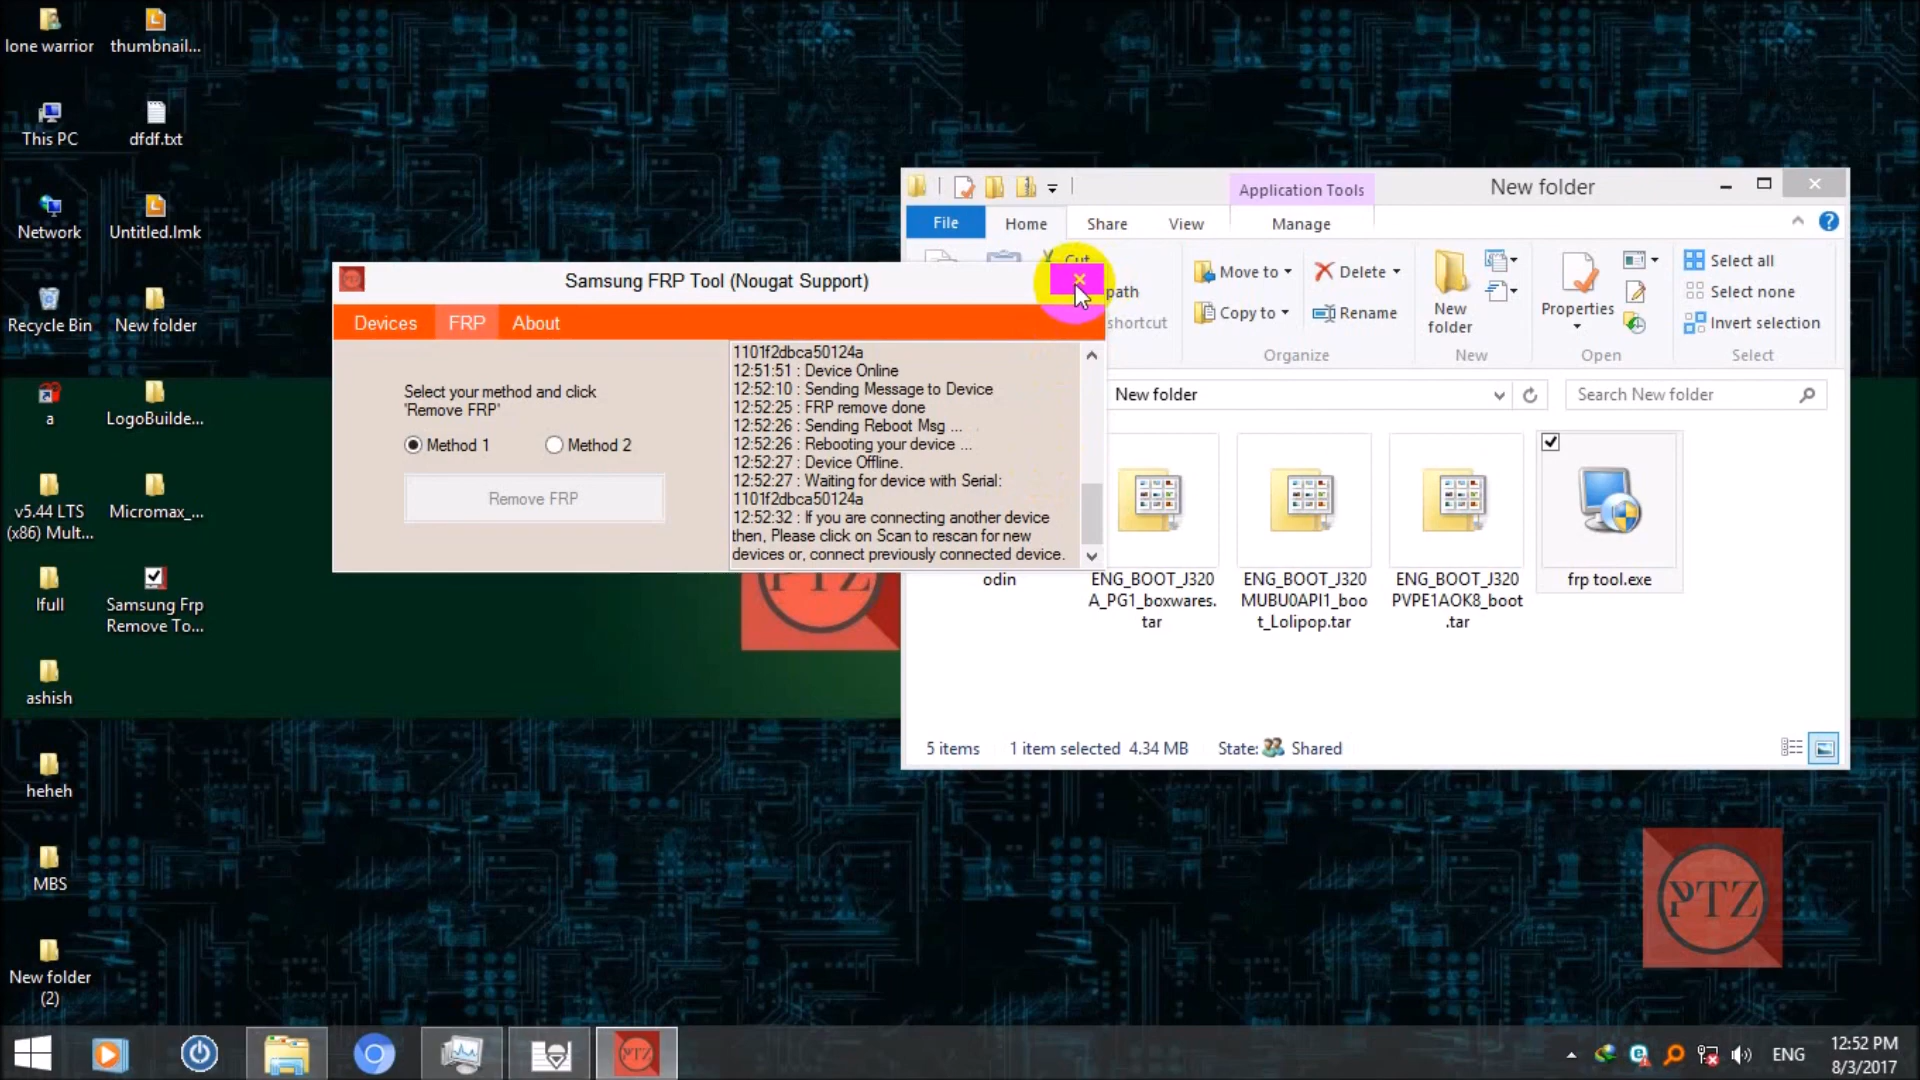 lone warrior
thumbnail...
This PC
dfdf.txt
Network
Untitled.lmk
Recycle Bin
New folder
a
LogoBuilde...
v5.44 LTS
(x86) Mult...
Micromax_...
lfull
Samsung Frp
Remove To...
ashish
heheh
MBS
New folder
(2)
Samsung FRP Tool (Nougat Support)
Devices
FRP
About
Select your method and click
'Remove FRP'
Method 1
Method 2
Remove FRP
1101f2dbca50124a
12:51:51 : Device Online
12:52:10 : Sending Message to Device
12:52:25 : FRP remove done
12:52:26 : Sending Reboot Msg ...
12:52:26 : Rebooting your device ...
12:52:27 : Device Offline.
12:52:27 : Waiting for device with Serial:
1101f2dbca50124a
12:52:32 : If you are connecting another device
then, Please click on Scan to rescan for new
devices or, connect previously connected device.
Application Tools
New folder
File
Home
Share
View
Manage
Cut
path
shortcut
Move to
Copy to
Delete
Rename
Organize
New
folder
New
Properties
Open
Select all
Select none
Invert selection
Select
New folder
Search New folder
odin
ENG_BOOT_J320
A_PG1_boxwares.
tar
ENG_BOOT_J320
MUBU0API1_boo
t_Lolipop.tar
ENG_BOOT_J320
PVPE1AOK8_boot
.tar
frp tool.exe
5 items
1 item selected 4.34 MB
State: Shared
PTZ
PTZ
ENG
12:52 PM
8/3/2017